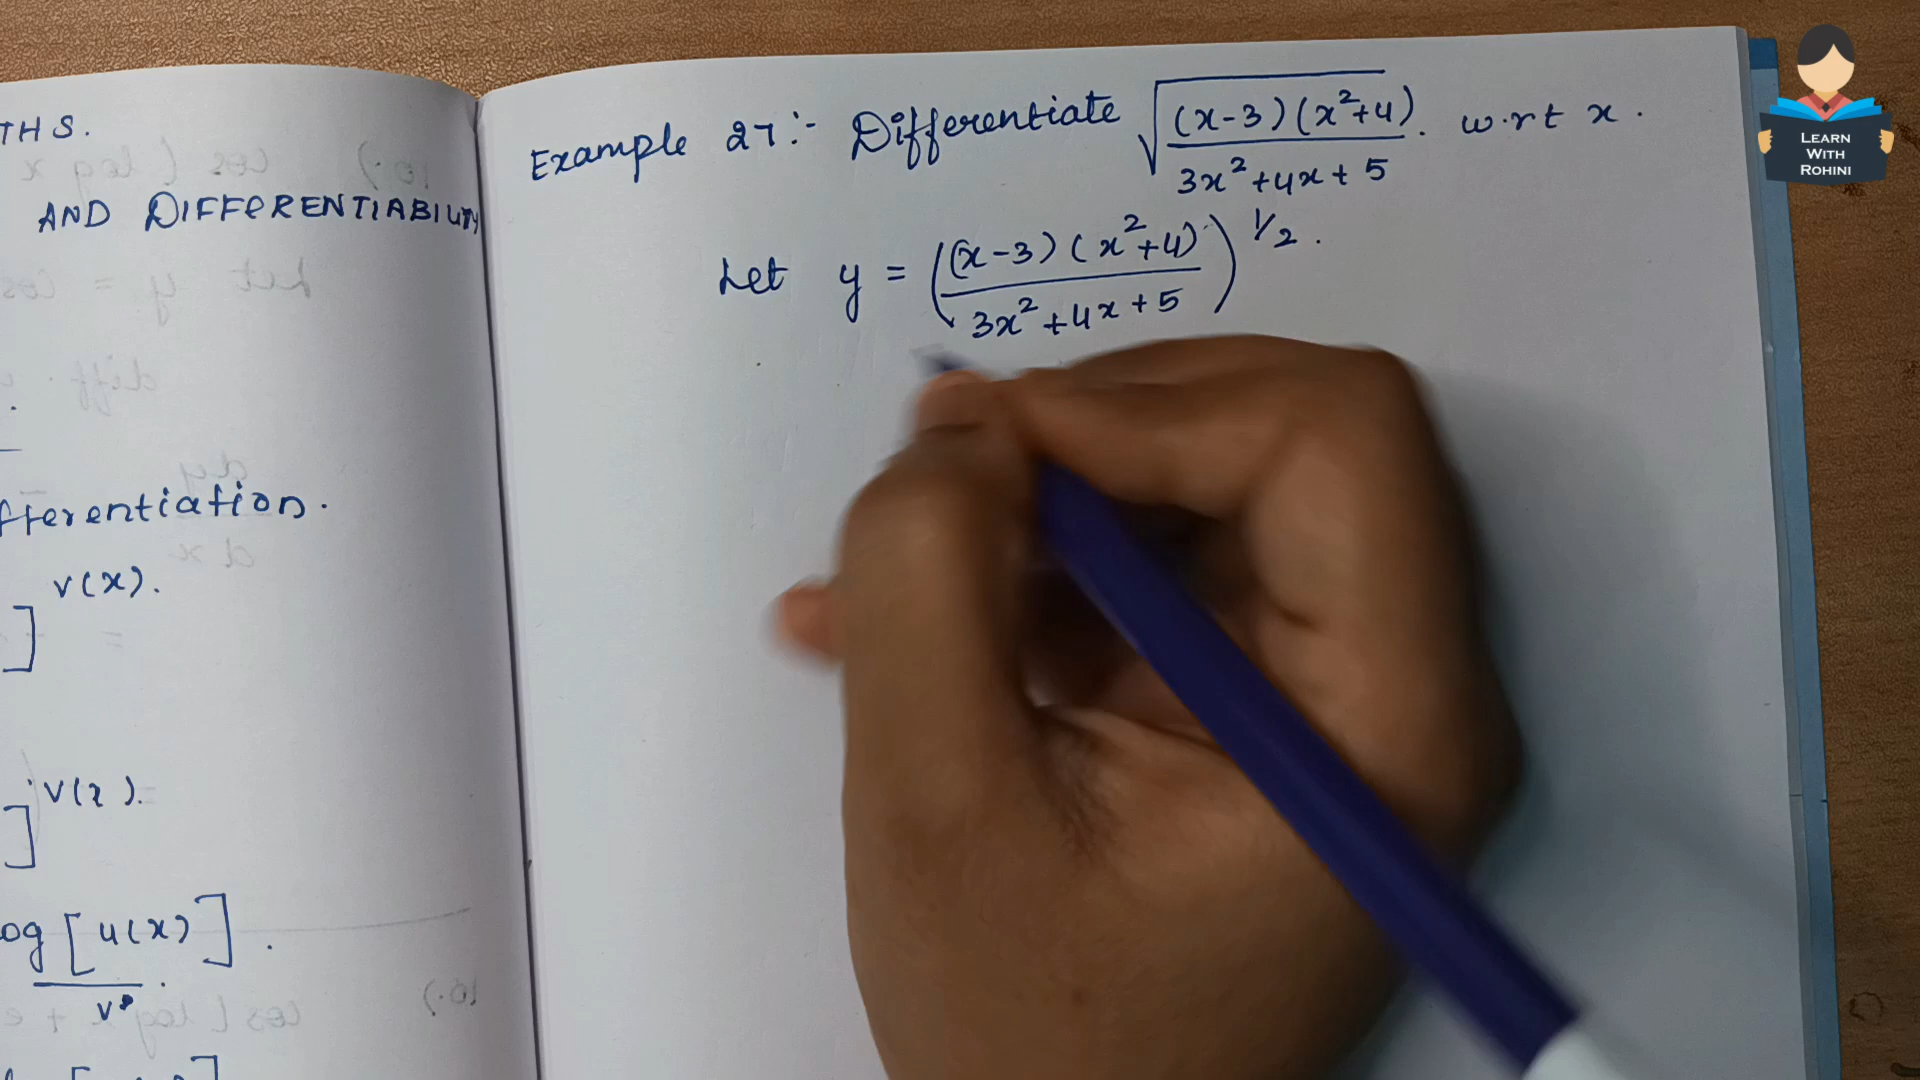 THS.
AND DIFFERENTIABILITY
fferentiation.
] v(x).
] v(x).
og [u(x)].
v
Example 27:- Differentiate √((x-3)(x²+4) / 3x²+4x+5). w.r.t x.
Let y = ((x-3)(x²+4) / 3x²+4x+5)^1/2.
LEARN
WITH
ROHINI